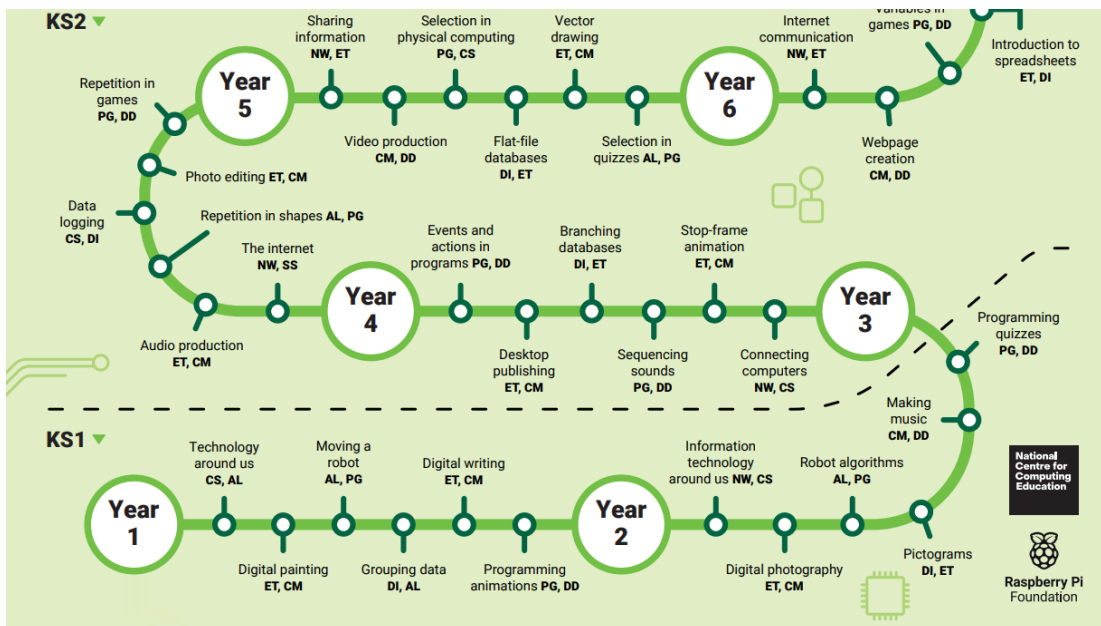 KS2
Sharing
information
NW, ET
Selection in
physical computing
PG, CS
Vector
drawing
ET, CM
Internet
communication
NW, ET
Variables in
games PG, DD
Introduction to
spreadsheets
ET, DI
Repetition in
games
PG, DD
Year
5
Year
6
Video production
CM, DD
Flat-file
databases
DI, ET
Selection in
quizzes AL, PG
Webpage
creation
CM, DD
Photo editing ET, CM
Data
logging
CS, DI
Repetition in shapes AL, PG
The internet
NW, SS
Events and
actions in
programs PG, DD
Branching
databases
DI, ET
Stop-frame
animation
ET, CM
Year
4
Year
3
Audio production
ET, CM
Desktop
publishing
ET, CM
Sequencing
sounds
PG, DD
Connecting
computers
NW, CS
Programming
quizzes
PG, DD
KS1
Making
music
CM, DD
Technology
around us
CS, AL
Moving a
robot
AL, PG
Digital writing
ET, CM
Information
technology
around us NW, CS
Robot algorithms
AL, PG
Year
1
Year
2
Digital painting
ET, CM
Grouping data
DI, AL
Programming
animations PG, DD
Digital photography
ET, CM
Pictograms
DI, ET
National
Centre for
Computing
Education
Raspberry Pi
Foundation